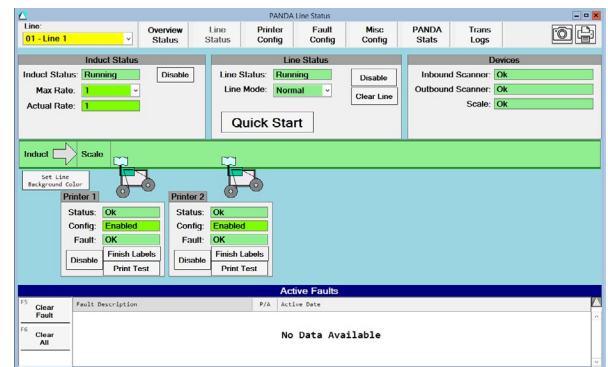 PANDA Line Status
Line:
01 - Line 1
Overview Status
Line Status
Printer Config
Fault Config
Misc Config
PANDA Stats
Trans Logs
Induct Status
Induct Status: Running
Disable
Max Rate: 1
Actual Rate: 1
Line Status
Line Status: Running
Disable
Line Mode: Normal
Clear Line
Quick Start
Devices
Inbound Scanner: Ok
Outbound Scanner: Ok
Scale: Ok
Induct
Scale
Set Line
Background Color
Printer 1
Status: Ok
Config: Enabled
Fault: OK
Disable
Finish Labels
Print Test
Printer 2
Status: Ok
Config: Enabled
Fault: OK
Disable
Finish Labels
Print Test
Active Faults
F5
Clear
Fault
F6
Clear
All
Fault Description
P/A
Active Date
No Data Available